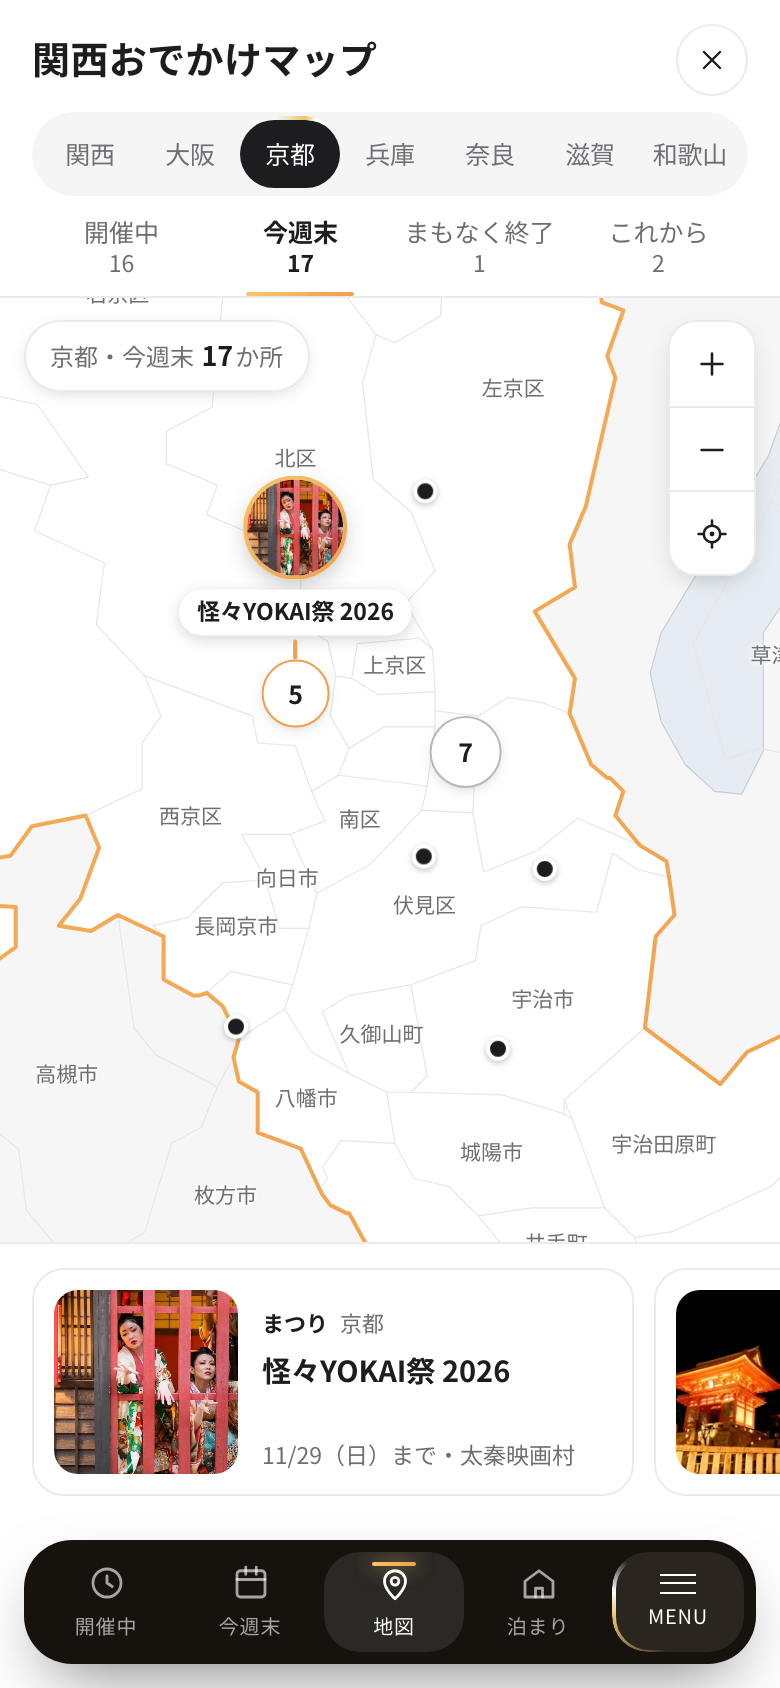 関西おでかけマップ
関西 大阪 京都 兵庫 奈良 滋賀 和歌山
開催中 今週末 まもなく終了 これから
16 17 1 2
京都・今週末 17か所
左京区
北区
怪々YOKAI祭 2026
上京区
5
7
西京区
南区
向日市
伏見区
長岡京市
宇治市
久御山町
高槻市
八幡市
城陽市
宇治田原町
枚方市
まつり 京都
怪々YOKAI祭 2026
11/29（日）まで・太秦映画村
開催中 今週末 地図 泊まり MENU